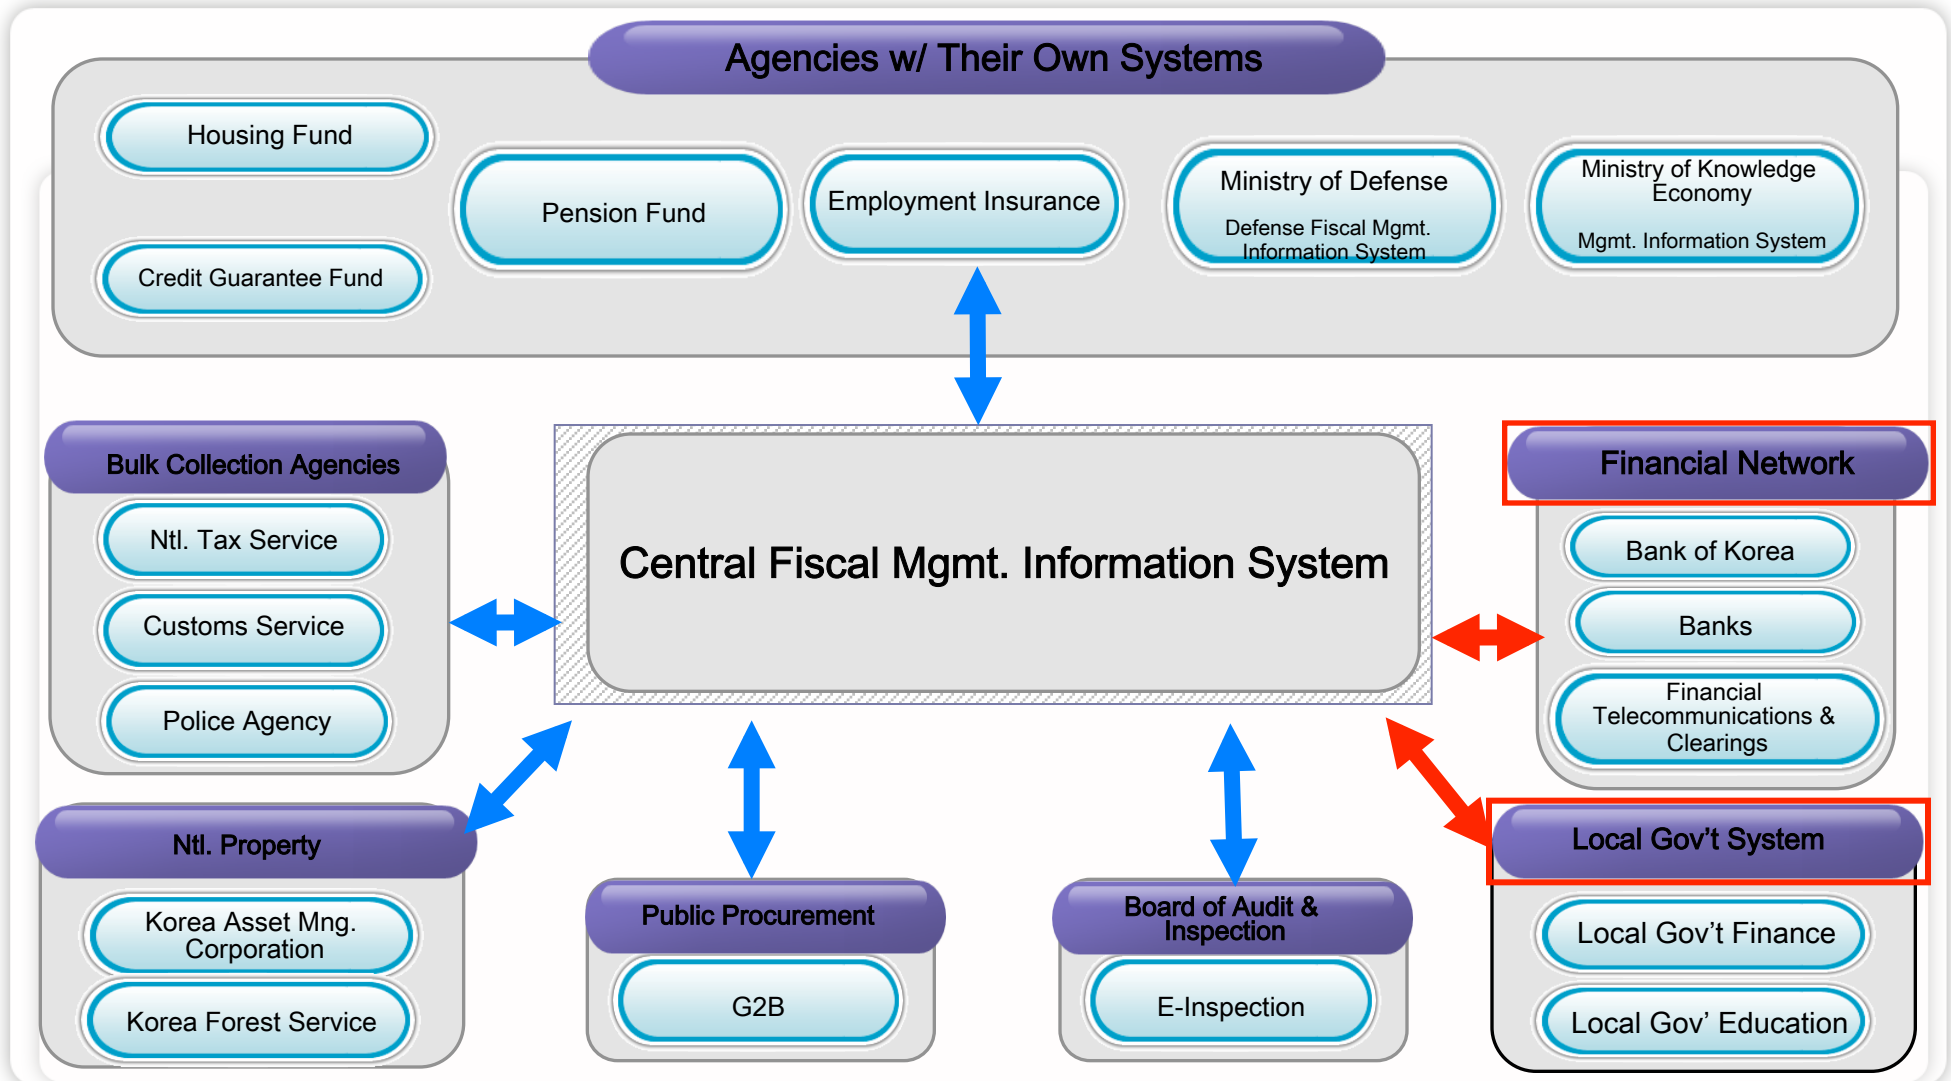 Agencies w/ Their Own Systems
Housing Fund
Credit Guarantee Fund
Pension Fund
Employment Insurance
Ministry of Defense
Defense Fiscal Mgmt.
Information System
Ministry of Knowledge
Economy
Mgmt. Information System
Bulk Collection Agencies
Ntl. Tax Service
Customs Service
Police Agency
Central Fiscal Mgmt. Information System
Financial Network
Bank of Korea
Banks
Financial
Telecommunications &
Clearings
Ntl. Property
Korea Asset Mng.
Corporation
Korea Forest Service
Public Procurement
G2B
Board of Audit &
Inspection
E-Inspection
Local Gov’t System
Local Gov’t Finance
Local Gov’ Education